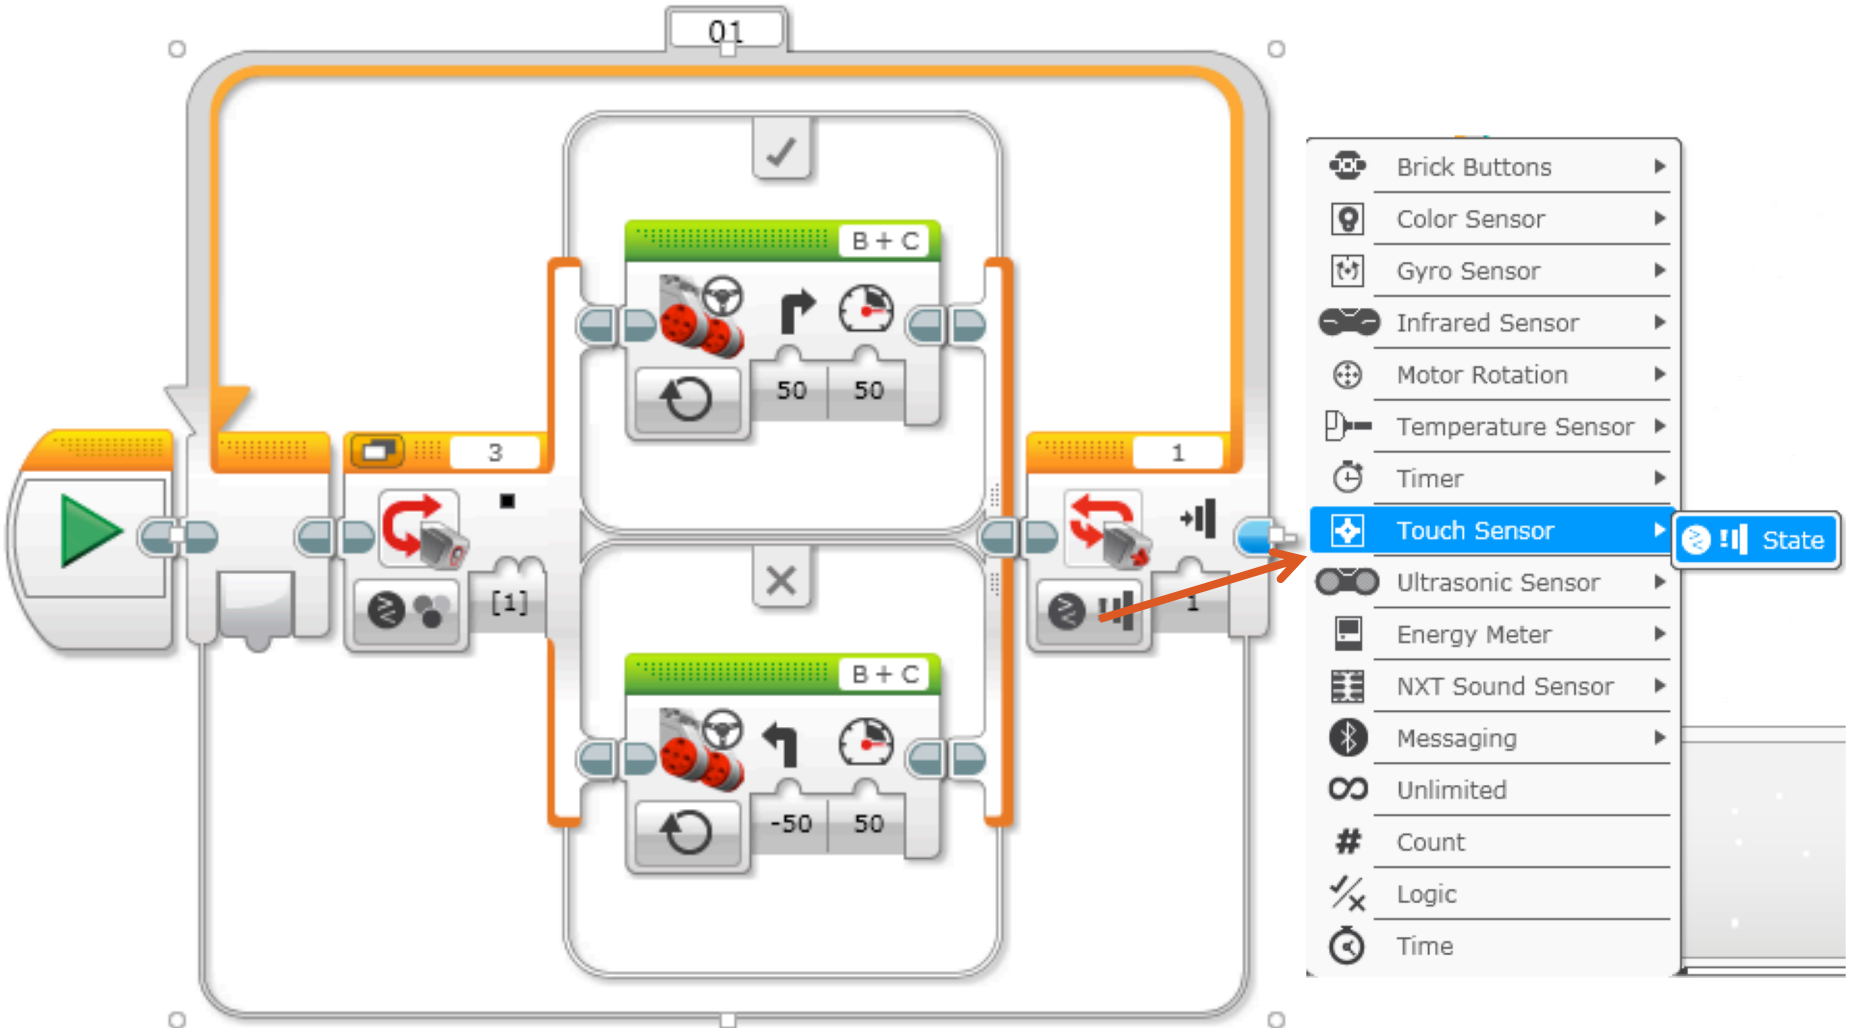 01
B + C
50 50
3
[1]
1
1
B + C
-50 50
Brick Buttons
Color Sensor
Gyro Sensor
Infrared Sensor
Motor Rotation
Temperature Sensor
Timer
Touch Sensor
State
Ultrasonic Sensor
Energy Meter
NXT Sound Sensor
Messaging
Unlimited
# Count
Logic
Time